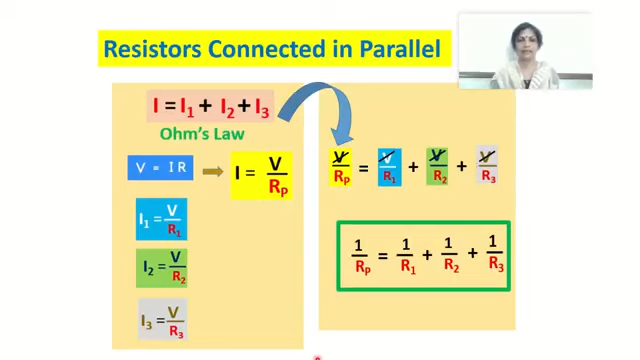 Resistors Connected in Parallel
I = I₁ + I₂ + I₃
Ohm's Law
V = I R
I = V/Rₚ
I₁ = V/R₁
I₂ = V/R₂
I₃ = V/R₃
V/Rₚ = V/R₁ + V/R₂ + V/R₃
1/Rₚ = 1/R₁ + 1/R₂ + 1/R₃